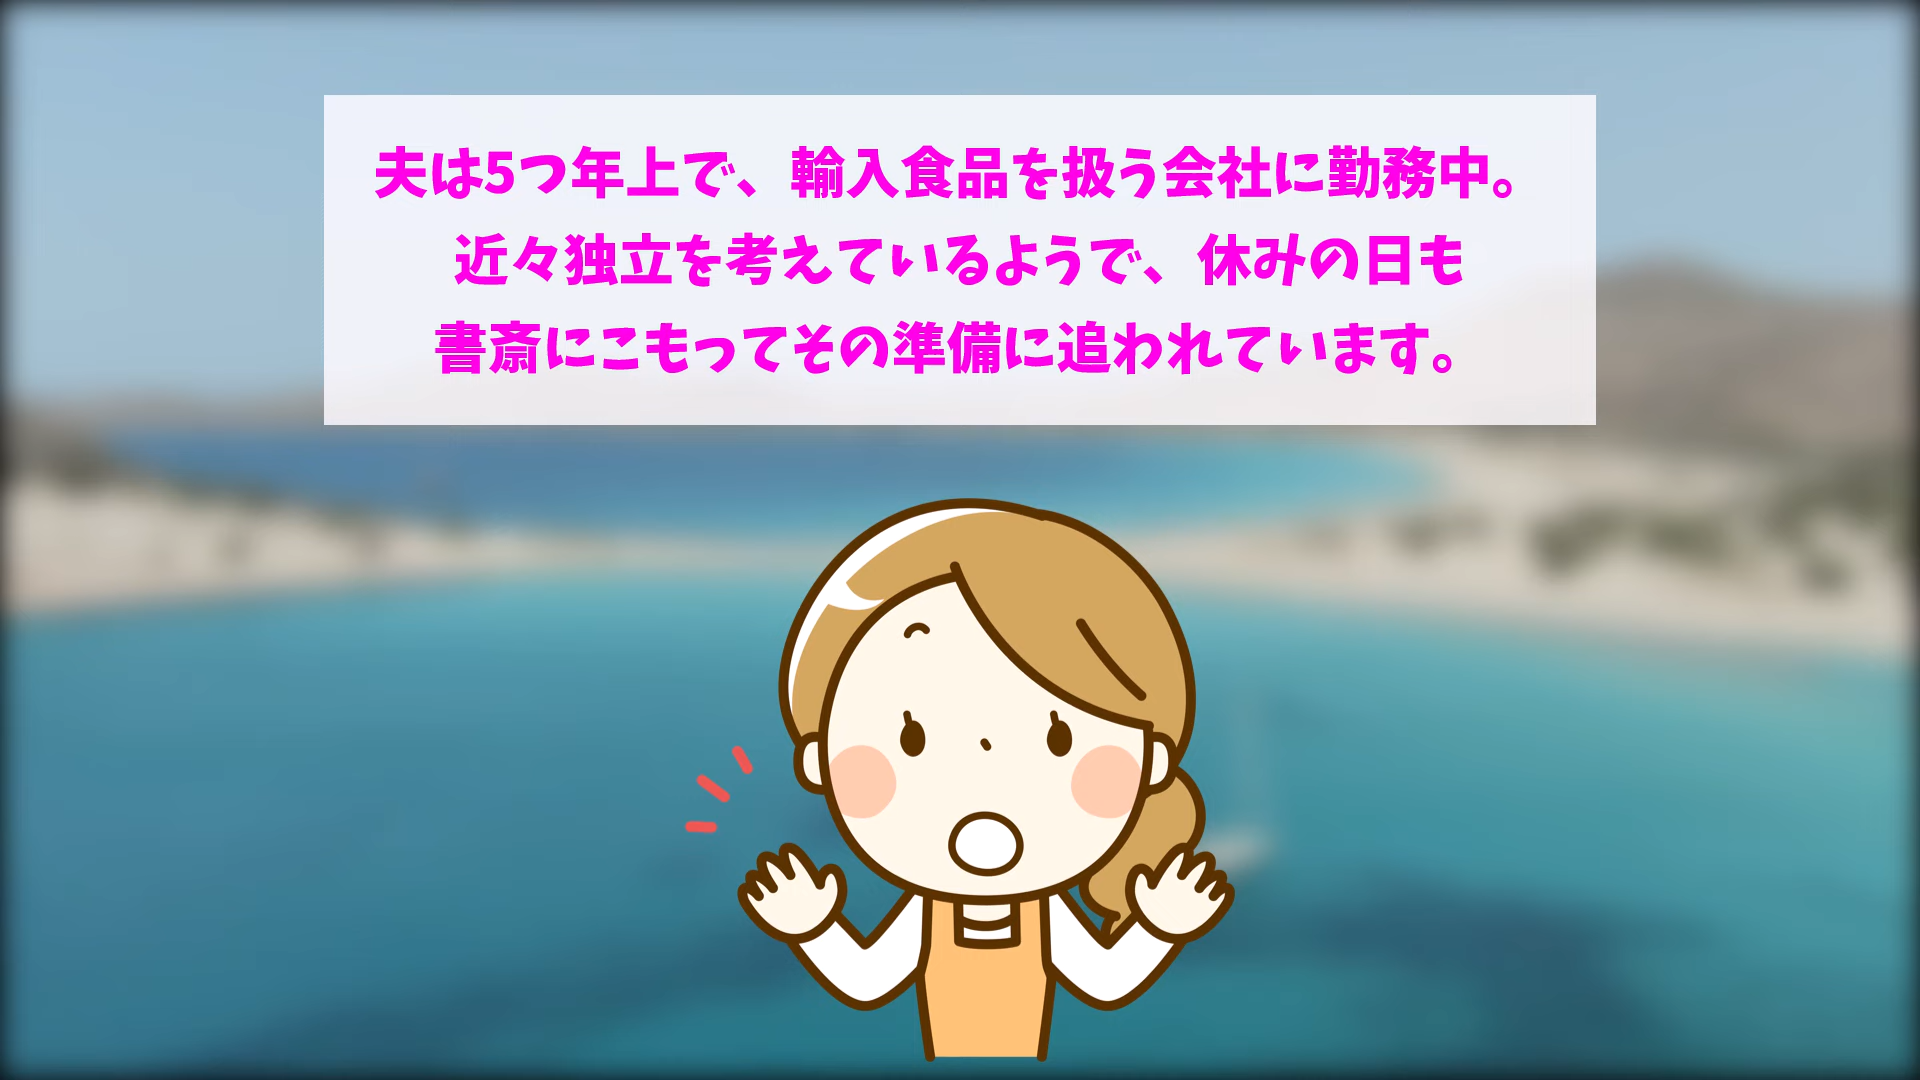 夫は5つ年上で、輸入食品を扱う会社に勤務中。
近々独立を考えているようで、休みの日も
書斎にこもってその準備に追われています。